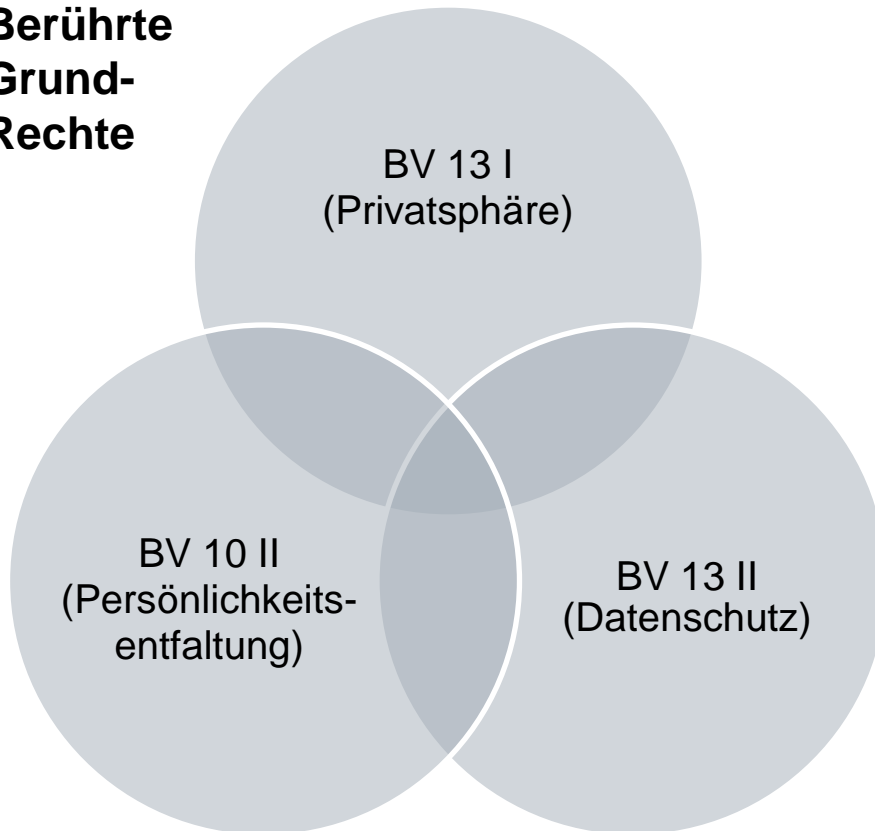 Berührte
Grund-
Rechte
BV 13 I
(Privatsphäre)
BV 10 II
(Persönlichkeits-
entfaltung)
BV 13 II
(Datenschutz)